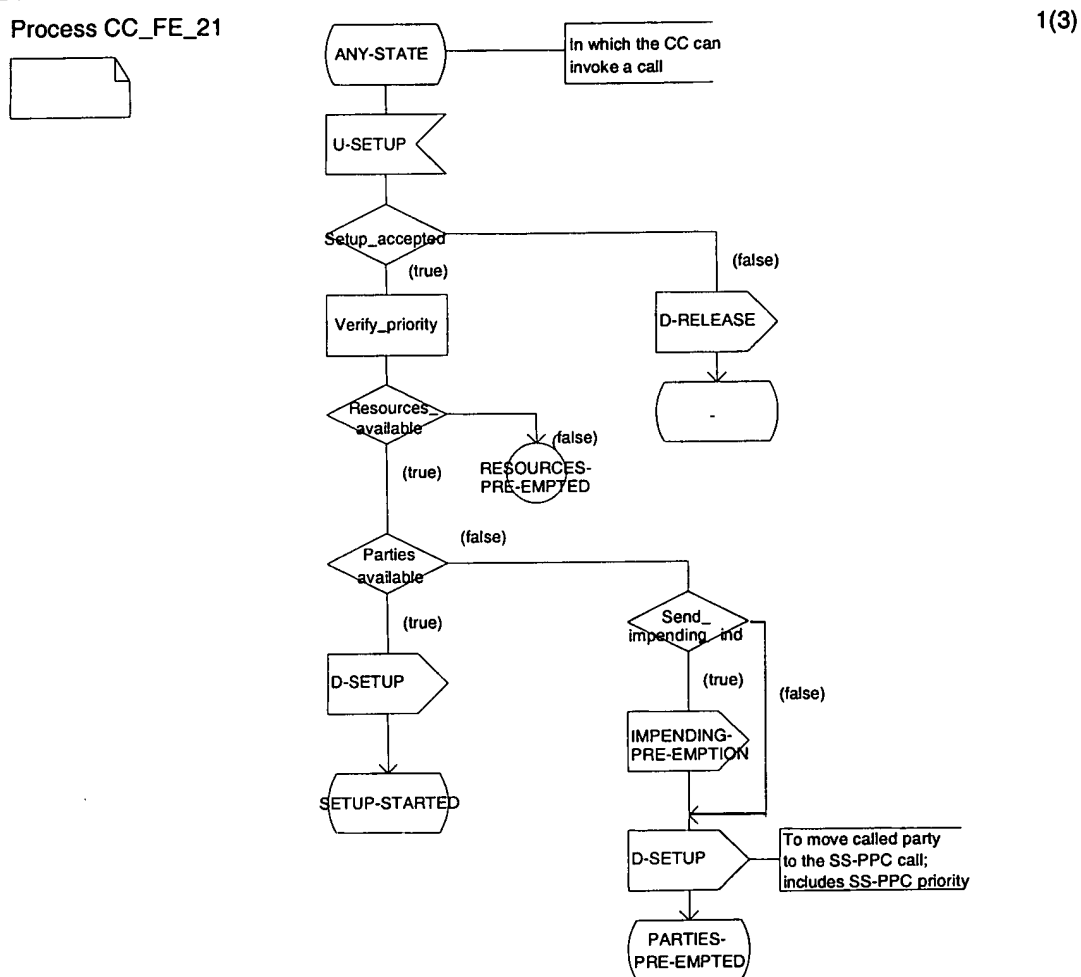 Process CC_FE_21
1(3)
ANY-STATE
In which the CC can
invoke a call
U-SETUP
Setup_accepted
(true)
(false)
Verify_priority
D-RELEASE
-
Resources_
available
(true)
(false)
RESOURCES-
PRE-EMPTED
Parties
available
(false)
(true)
Send_
impending_ind
(true)
(false)
D-SETUP
IMPENDING-
PRE-EMPTION
SETUP-STARTED
D-SETUP
To move called party
to the SS-PPC call;
includes SS-PPC priority
PARTIES-
PRE-EMPTED